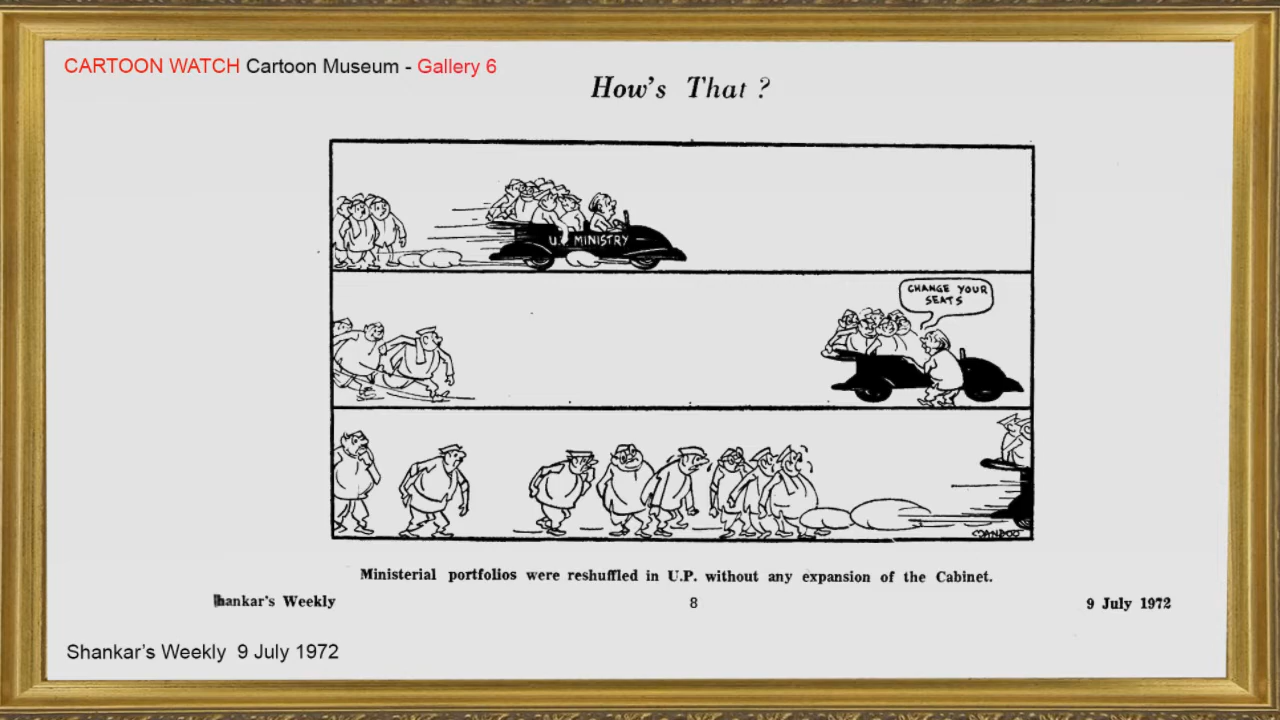 CARTOON WATCH Cartoon Museum - Gallery 6
How's That ?
U.P. MINISTRY
CHANGE YOUR
SEATS
Ministerial portfolios were reshuffled in U.P. without any expansion of the Cabinet.
Shankar's Weekly 8 9 July 1972
Shankar's Weekly 9 July 1972